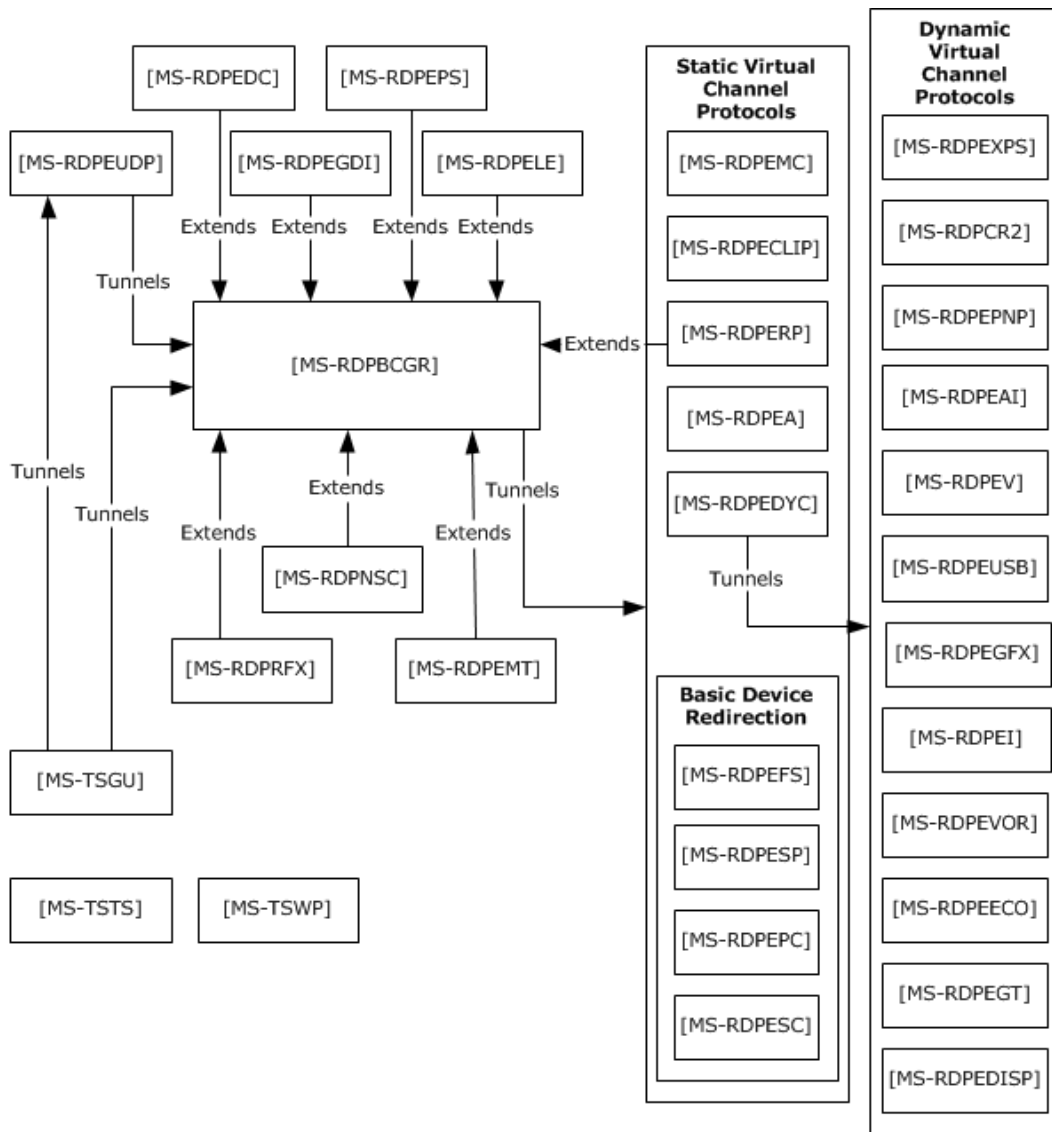 [MS-RDPEDC]
[MS-RDPEPS]
[MS-RDPEUDP]
[MS-RDPEGDI]
[MS-RDPELE]
Extends
Extends
Extends
Extends
Tunnels
[MS-RDPBCGR]
Extends
Tunnels
Tunnels
Extends
Extends
Extends
Tunnels
[MS-RDPNSC]
[MS-RDPRFX]
[MS-RDPEMT]
[MS-TSGU]
[MS-TSTS]
[MS-TSWP]
Static Virtual
Channel
Protocols
[MS-RDPEMC]
[MS-RDPECLIP]
[MS-RDPERP]
[MS-RDPEA]
[MS-RDPEDYC]
Tunnels
Basic Device
Redirection
[MS-RDPEFS]
[MS-RDPESP]
[MS-RDPEPC]
[MS-RDPESC]
Dynamic
Virtual
Channel
Protocols
[MS-RDPEXPS]
[MS-RDPCR2]
[MS-RDPEPNP]
[MS-RDPEAI]
[MS-RDPEV]
[MS-RDPEUSB]
[MS-RDPEGFX]
[MS-RDPEI]
[MS-RDPEVOR]
[MS-RDPEECO]
[MS-RDPEGT]
[MS-RDPEDISP]